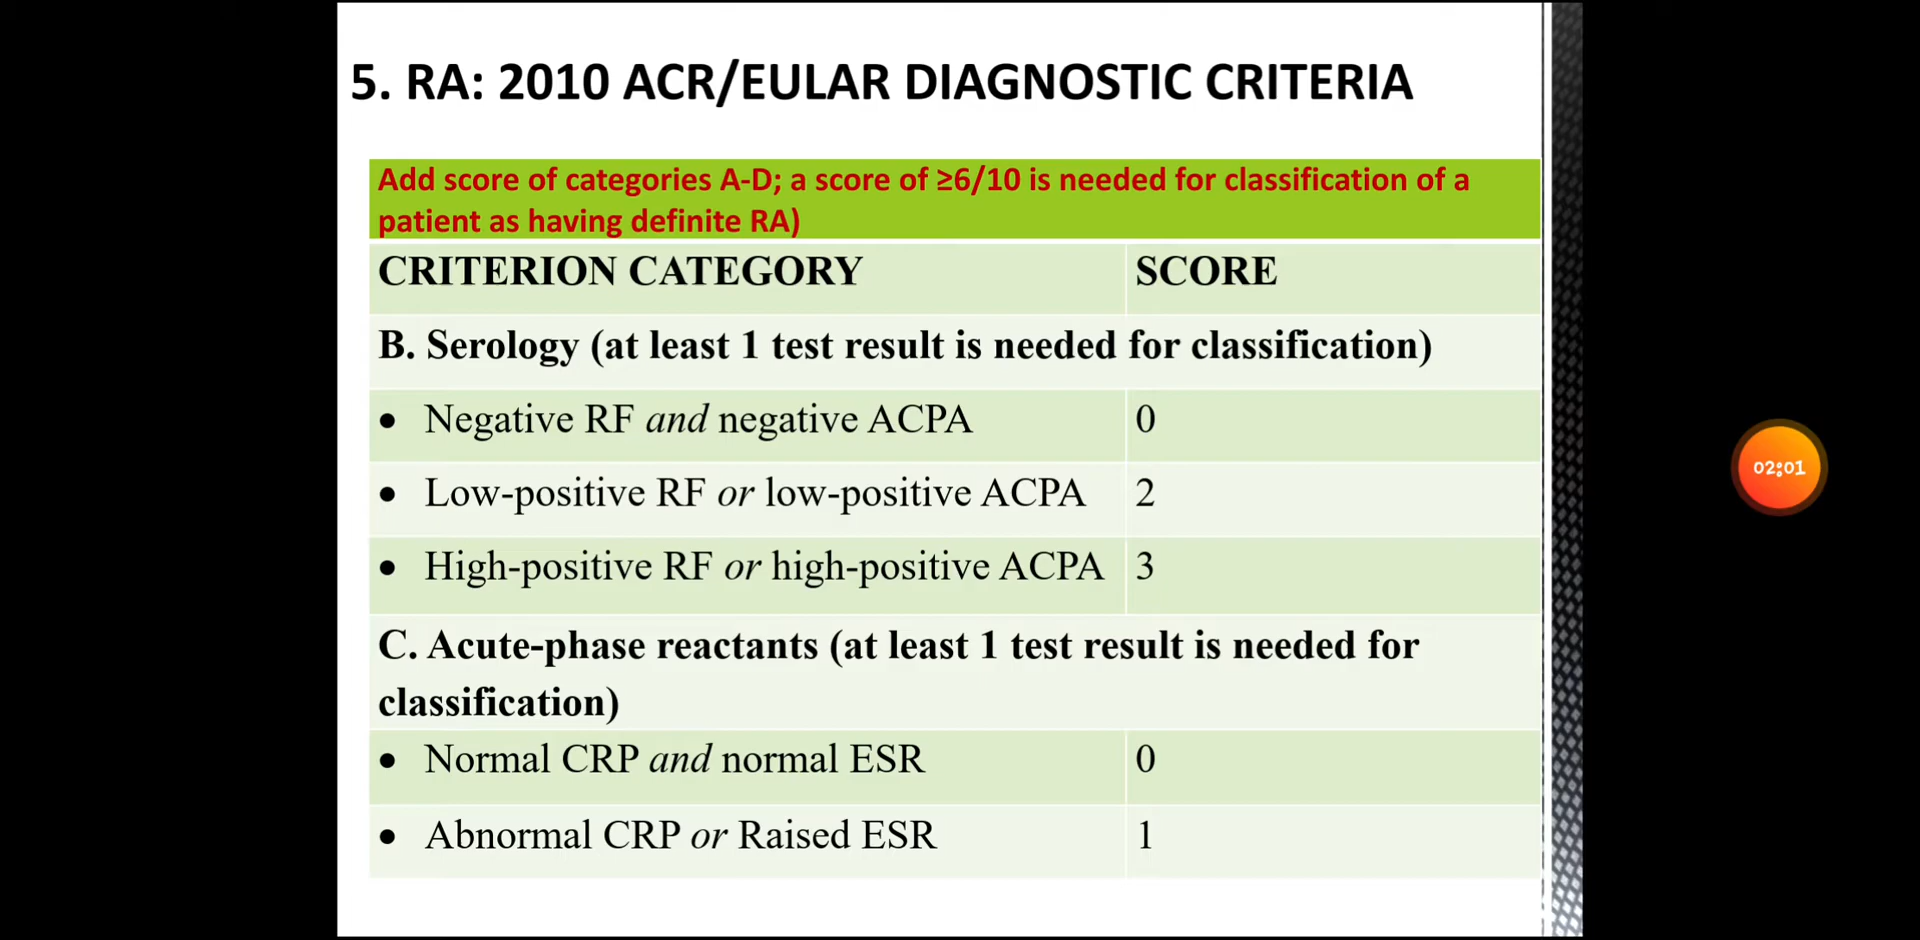 5. RA: 2010 ACR/EULAR DIAGNOSTIC CRITERIA
Add score of categories A-D; a score of ≥6/10 is needed for classification of a
patient as having definite RA)
CRITERION CATEGORY SCORE
B. Serology (at least 1 test result is needed for classification)
• Negative RF and negative ACPA 0
• Low-positive RF or low-positive ACPA 2
• High-positive RF or high-positive ACPA 3
C. Acute-phase reactants (at least 1 test result is needed for
classification)
• Normal CRP and normal ESR 0
• Abnormal CRP or Raised ESR 1
02:01